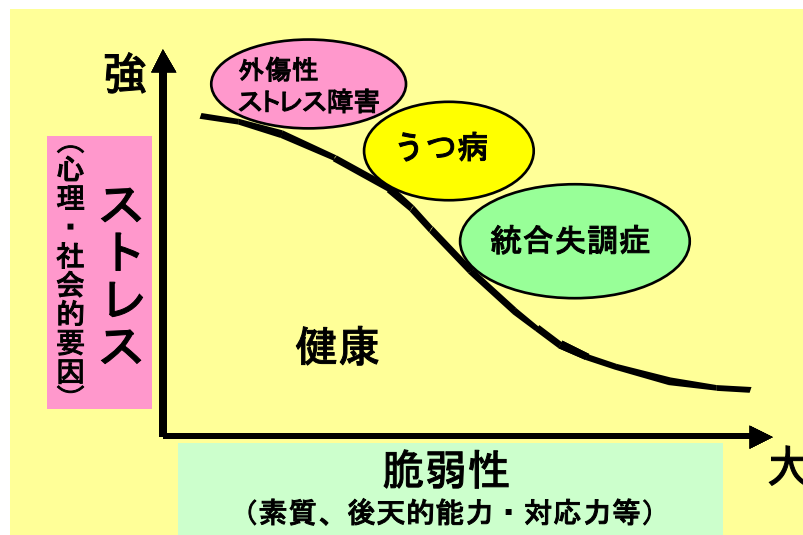 強
外傷性
ストレス障害
うつ病
統合失調症
ストレス
（心理・社会的要因）
健康
大
脆弱性
（素質、後天的能力・対応力等）